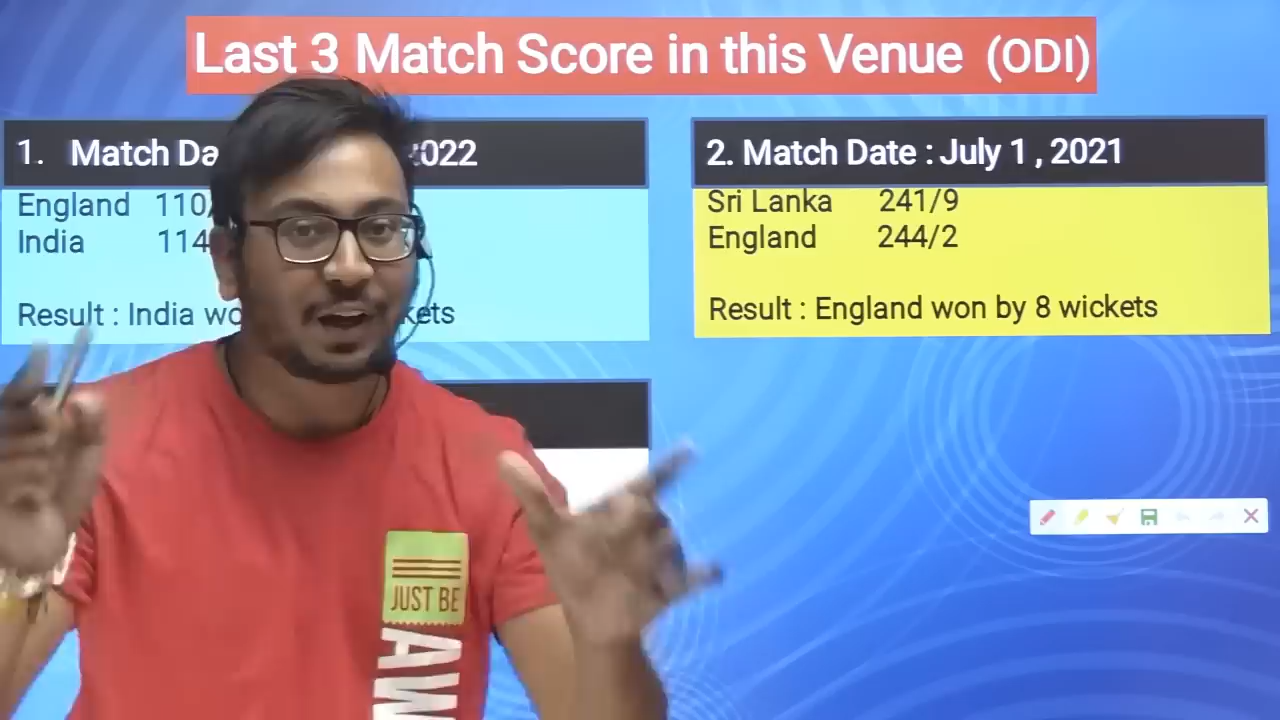 Last 3 Match Score in this Venue (ODI)
1. Match Da 2022
England 110/
India 114
Result : India wo kets
2. Match Date : July 1 , 2021
Sri Lanka 241/9
England 244/2
Result : England won by 8 wickets
JUST BE
AW